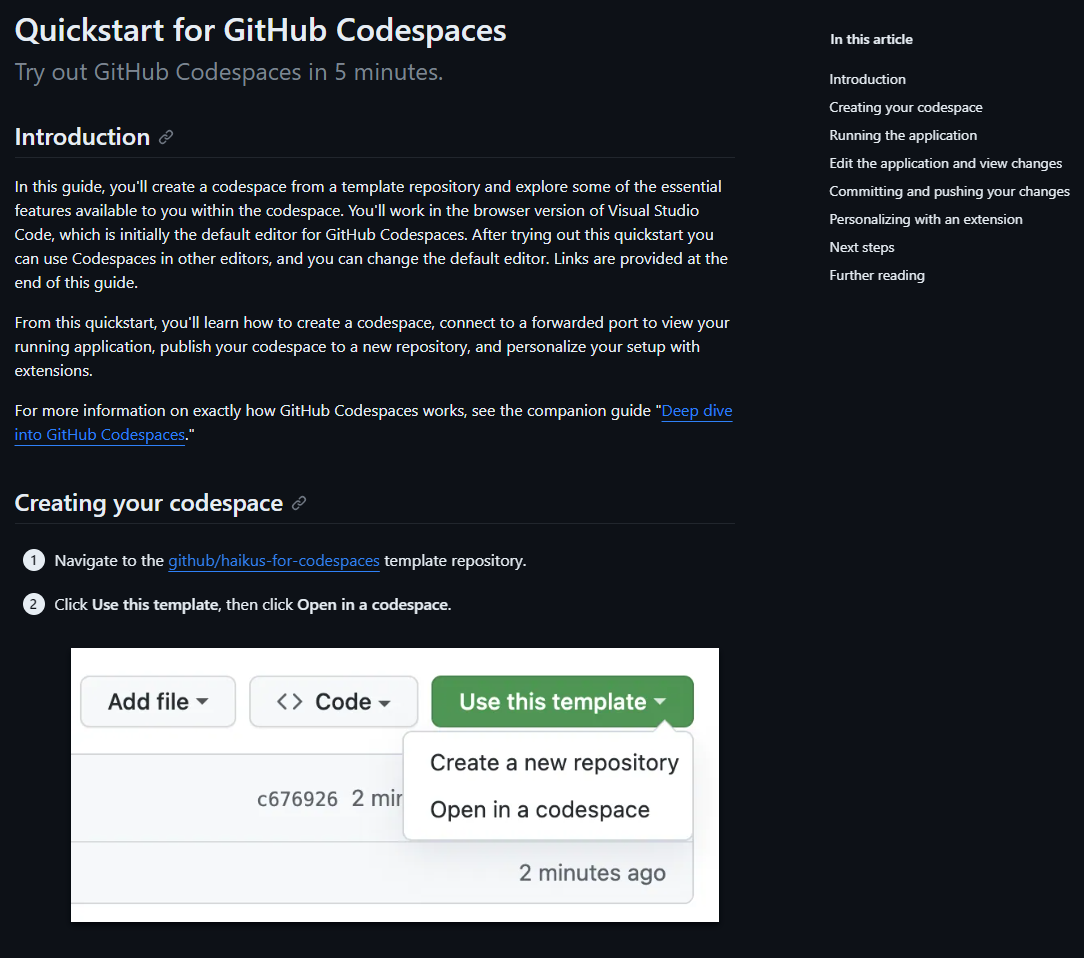 Quickstart for GitHub Codespaces
Try out GitHub Codespaces in 5 minutes.
Introduction
In this guide, you'll create a codespace from a template repository and explore some of the essential
features available to you within the codespace. You'll work in the browser version of Visual Studio
Code, which is initially the default editor for GitHub Codespaces. After trying out this quickstart you
can use Codespaces in other editors, and you can change the default editor. Links are provided at the
end of this guide.
From this quickstart, you'll learn how to create a codespace, connect to a forwarded port to view your
running application, publish your codespace to a new repository, and personalize your setup with
extensions.
For more information on exactly how GitHub Codespaces works, see the companion guide "Deep dive
into GitHub Codespaces."
Creating your codespace
1 Navigate to the github/haikus-for-codespaces template repository.
2 Click Use this template, then click Open in a codespace.
Add file
<> Code
Use this template
Create a new repository
Open in a codespace
c676926 2 mir
2 minutes ago
In this article
Introduction
Creating your codespace
Running the application
Edit the application and view changes
Committing and pushing your changes
Personalizing with an extension
Next steps
Further reading